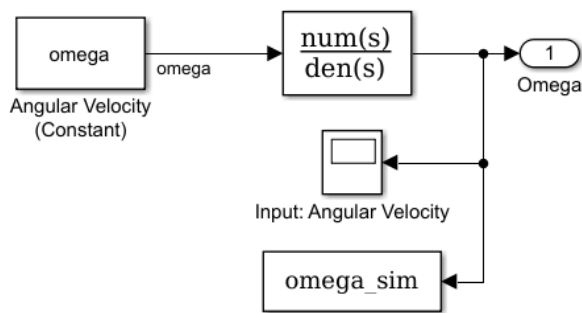 omega
omega
Angular Velocity
(Constant)
num(s)
den(s)
1
Omega
Input: Angular Velocity
omega_sim